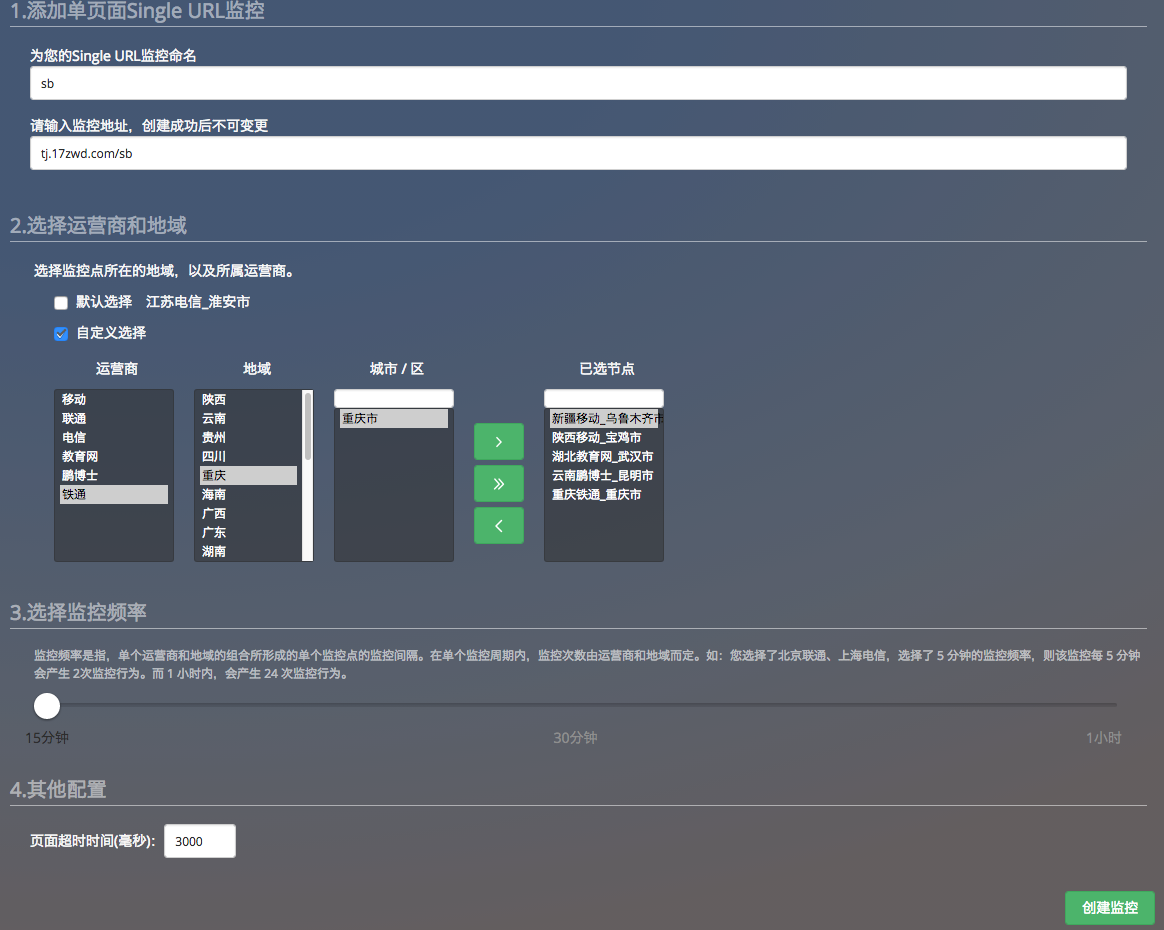 1.添加单页面Single URL监控
为您的Single URL监控命名
sb
请输入监控地址，创建成功后不可变更
tj.17zwd.com/sb
2.选择运营商和地域
选择监控点所在的地域，以及所属运营商。
默认选择 江苏电信_淮安市
自定义选择
运营商 地域 城市 / 区 已选节点
移动
联通
电信
教育网
鹏博士
铁通
陕西
云南
贵州
四川
重庆
海南
广西
广东
湖南
重庆市
新疆移动_乌鲁木齐市
陕西移动_宝鸡市
湖北教育网_武汉市
云南鹏博士_昆明市
重庆铁通_重庆市
3.选择监控频率
监控频率是指，单个运营商和地域的组合所形成的单个监控点的监控间隔。在单个监控周期内，监控次数由运营商和地域而定。如：您选择了北京联通、上海电信，选择了 5 分钟的监控频率，则该监控每 5 分钟
会产生 2次监控行为。而 1 小时内，会产生 24 次监控行为。
15分钟 30分钟 1小时
4.其他配置
页面超时时间(毫秒): 3000
创建监控